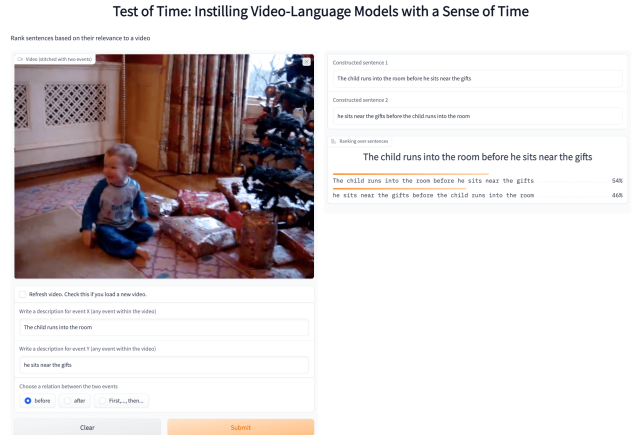 Test of Time: Instilling Video-Language Models with a Sense of Time
Rank sentences based on their relevance to a video
Video (stitched with two events)
Refresh video. Check this if you load a new video.
Write a description for event X (any event within the video)
The child runs into the room
Write a description for event Y (any event within the video)
he sits near the gifts
Choose a relation between the two events
before after First,..., then...
Clear Submit
Constructed sentence 1
The child runs into the room before he sits near the gifts
Constructed sentence 2
he sits near the gifts before the child runs into the room
Ranking over sentences
The child runs into the room before he sits near the gifts
The child runs into the room before he sits near the gifts 54%
he sits near the gifts before the child runs into the room 46%